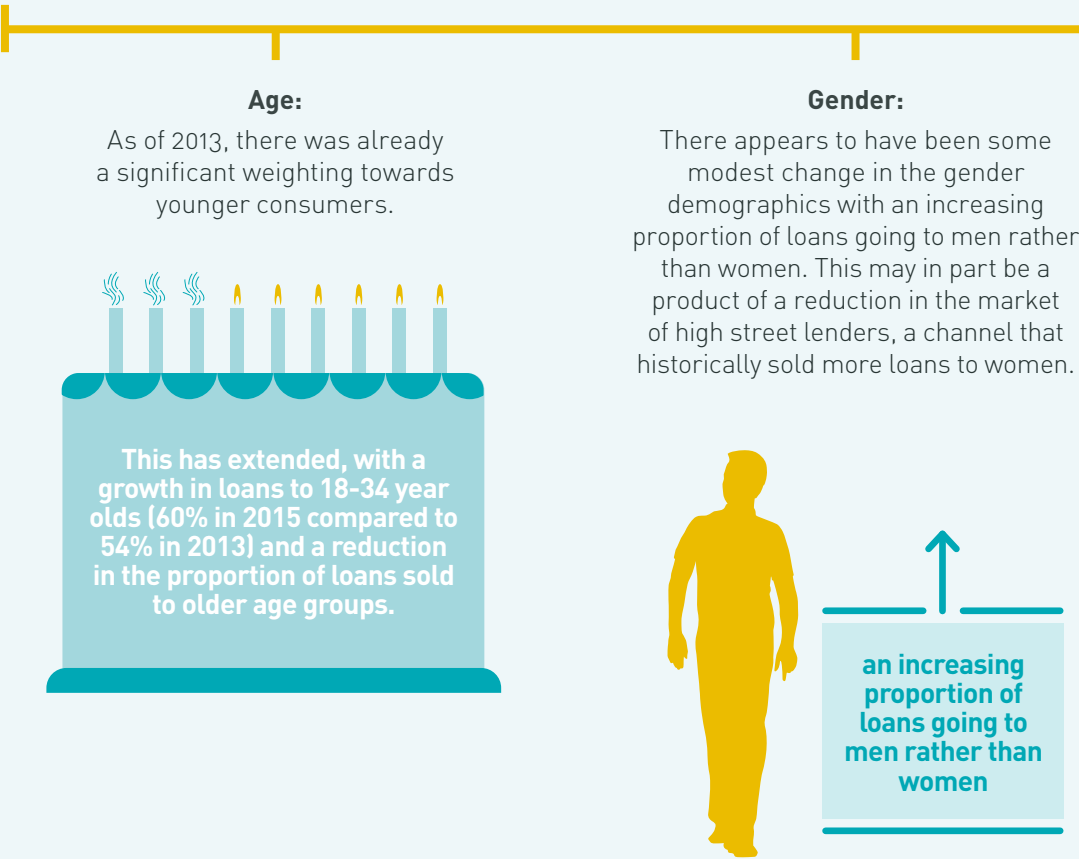 Age:
As of 2013, there was already
a significant weighting towards
younger consumers.
This has extended, with a
growth in loans to 18-34 year
olds (60% in 2015 compared to
54% in 2013) and a reduction
in the proportion of loans sold
to older age groups.
Gender:
There appears to have been some
modest change in the gender
demographics with an increasing
proportion of loans going to men rather
than women. This may in part be a
product of a reduction in the market
of high street lenders, a channel that
historically sold more loans to women.
an increasing
proportion of
loans going to
men rather than
women